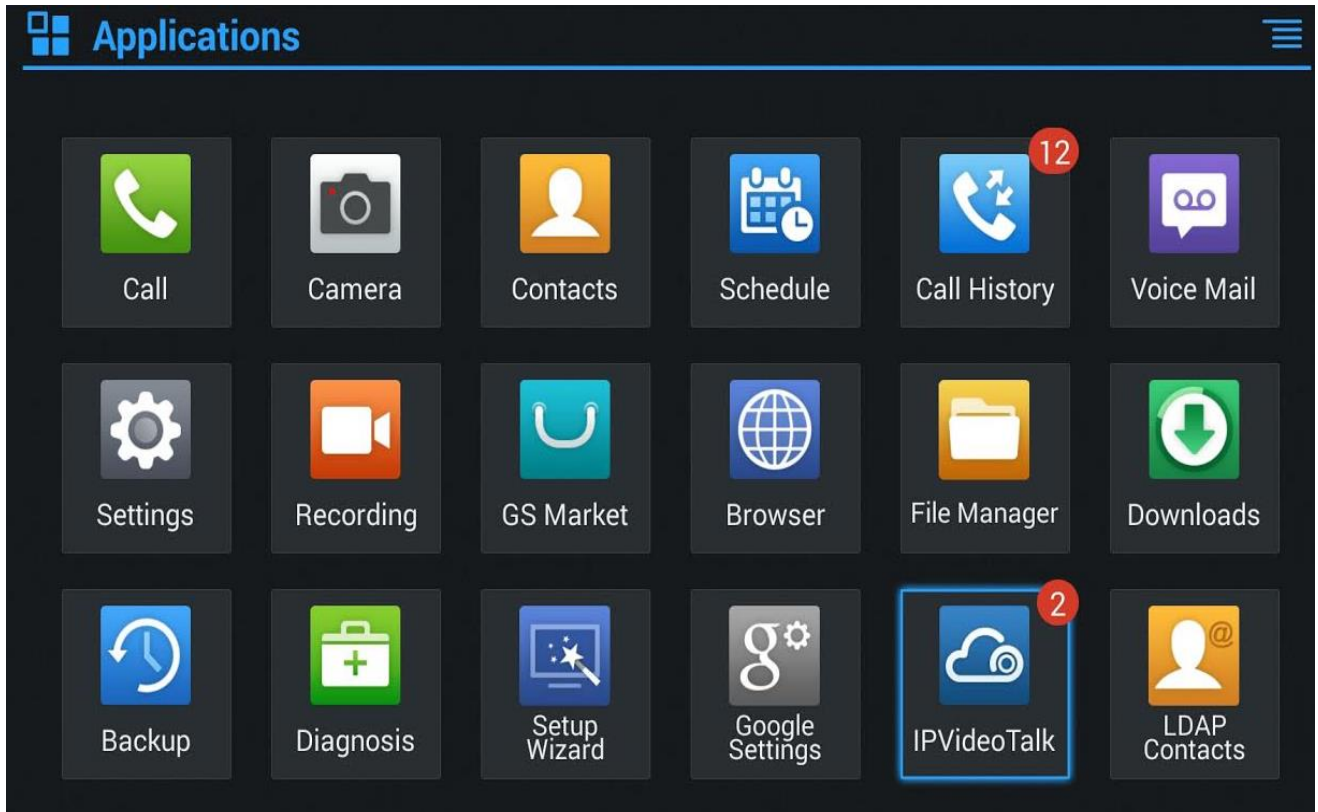 Applications
12
Call
Camera
Contacts
Schedule
Call History
Voice Mail
Settings
Recording
GS Market
Browser
File Manager
Downloads
2
@
Backup
Diagnosis
Setup
Wizard
g
Google
Settings
IPVideoTalk
LDAP
Contacts